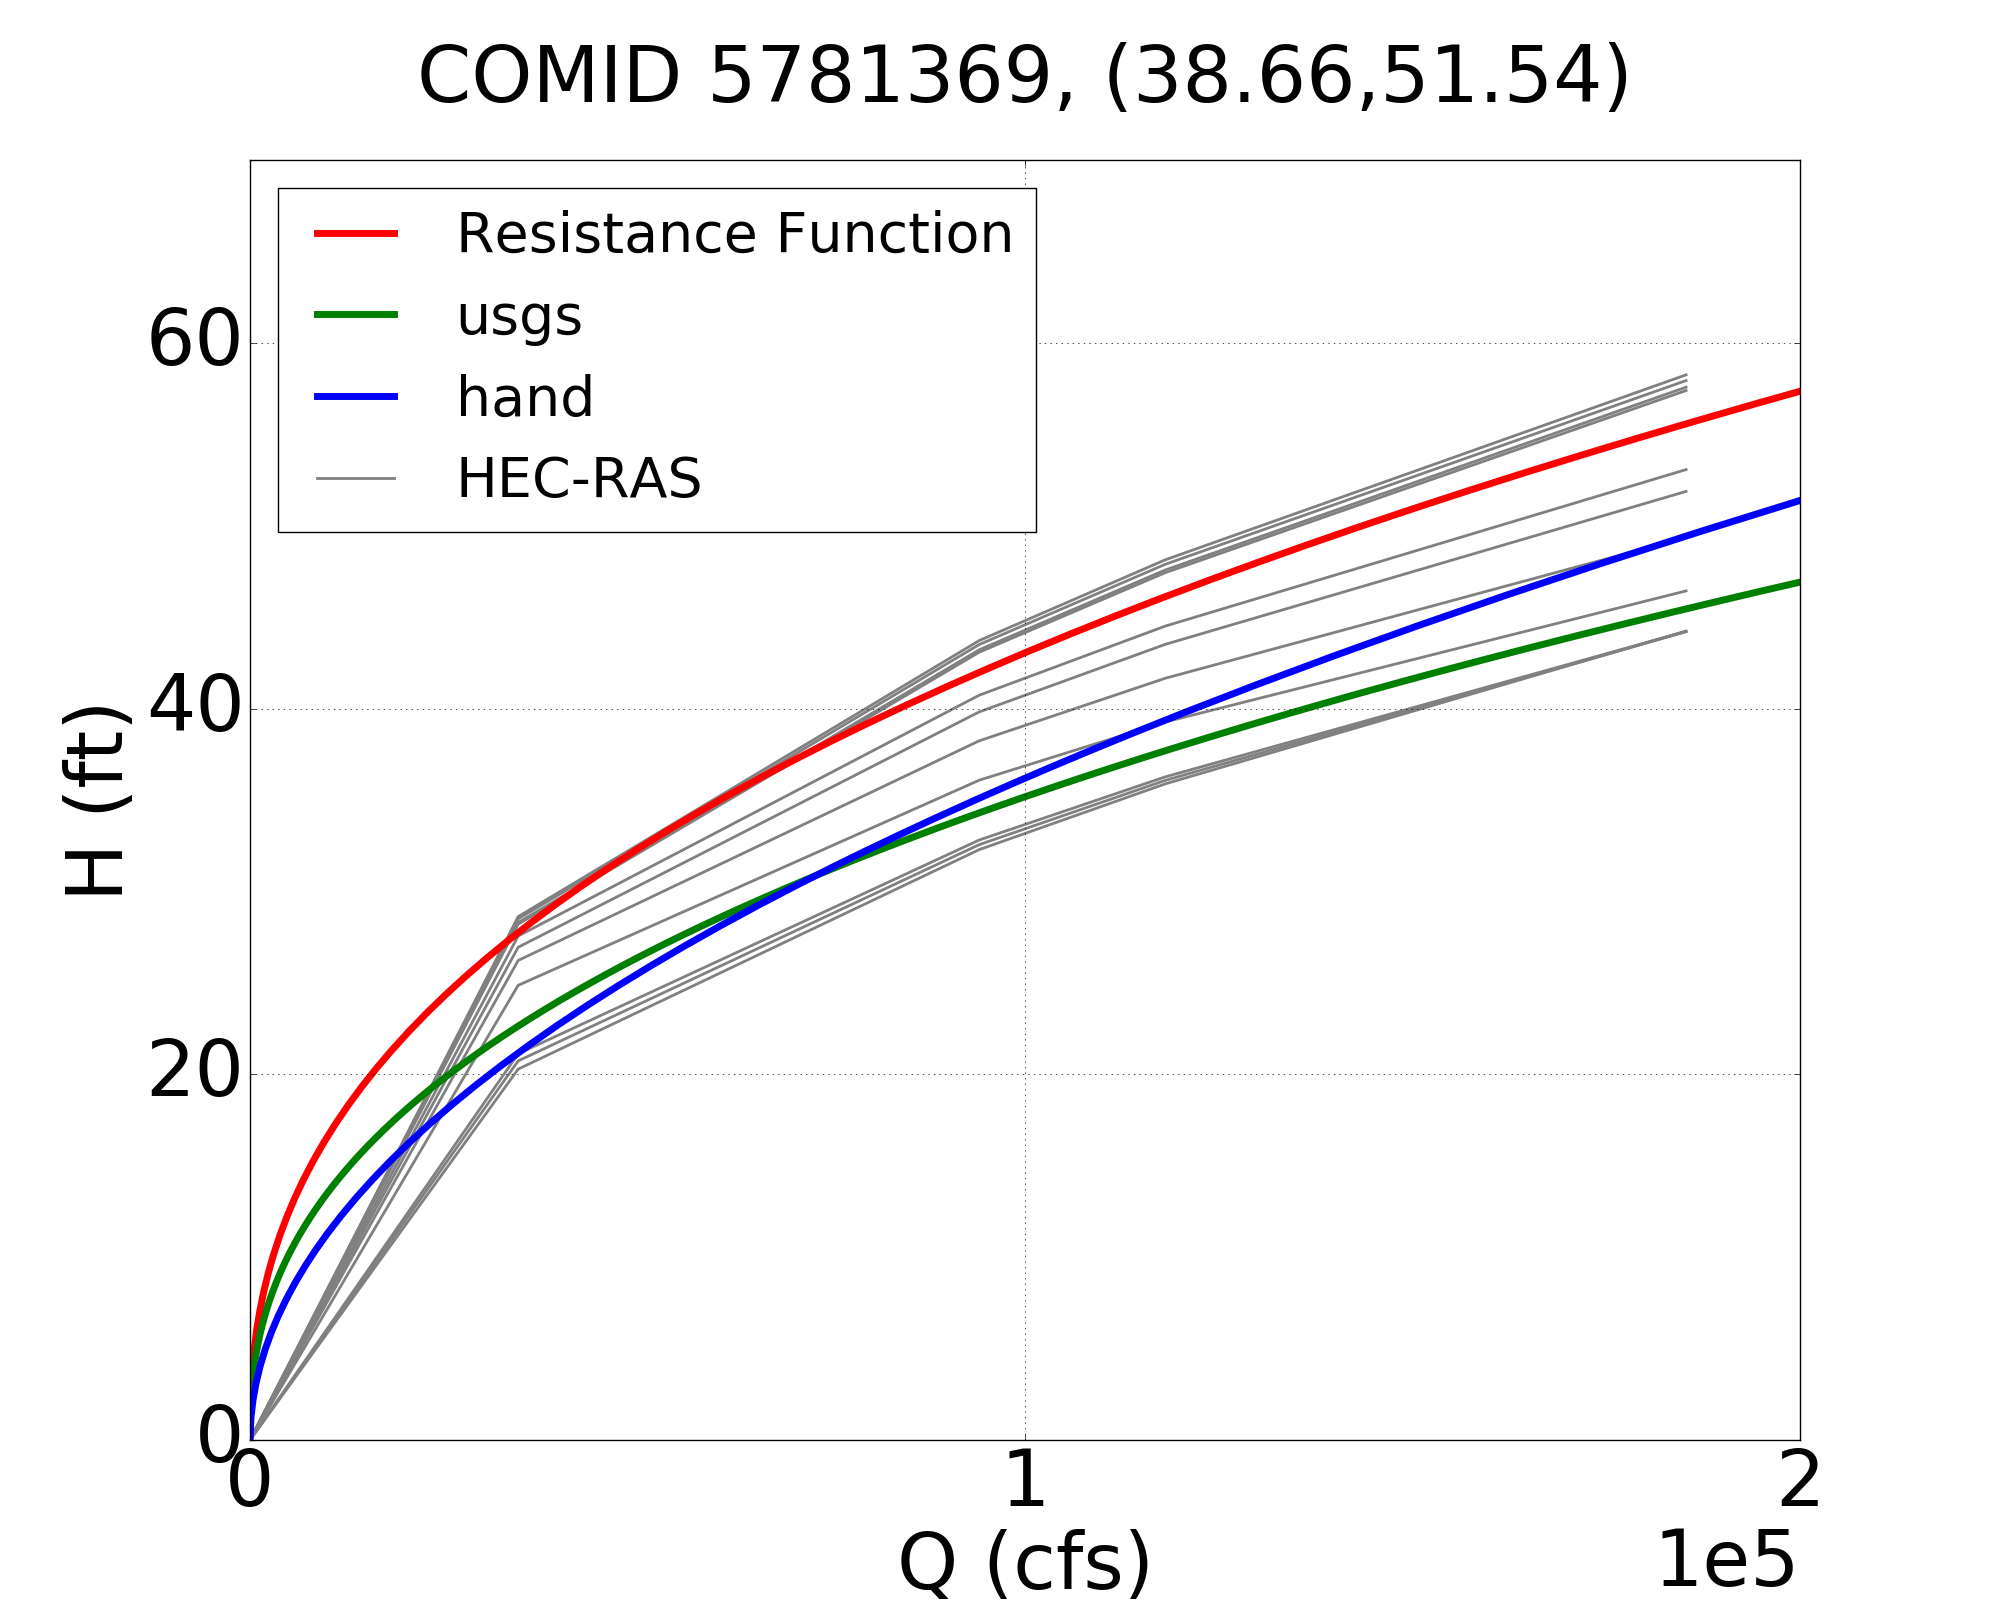 COMID 5781369, (38.66,51.54)
Resistance Function
usgs
hand
HEC-RAS
60
40
20
0
H (ft)
0 1 2
Q (cfs)
1e5